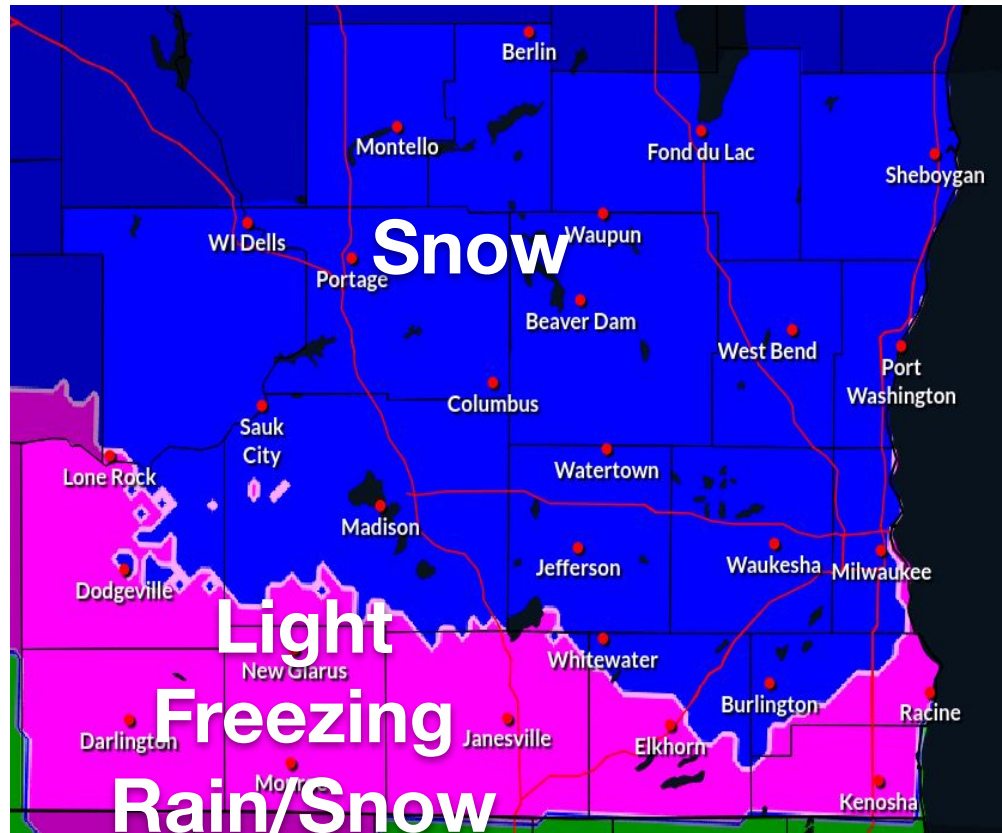 Berlin
Montello
Fond du Lac
Sheboygan
WI Dells
Snow
Waupun
Portage
Beaver Dam
West Bend
Port
Washington
Columbus
Sauk
City
Lone Rock
Watertown
Madison
Jefferson
Waukesha
Milwaukee
Dodgeville
Light
Whitewater
New Glarus
Burlington
Racine
Freezing
Darlington
Janesville
Elkhorn
Rain/Snow
Kenosha